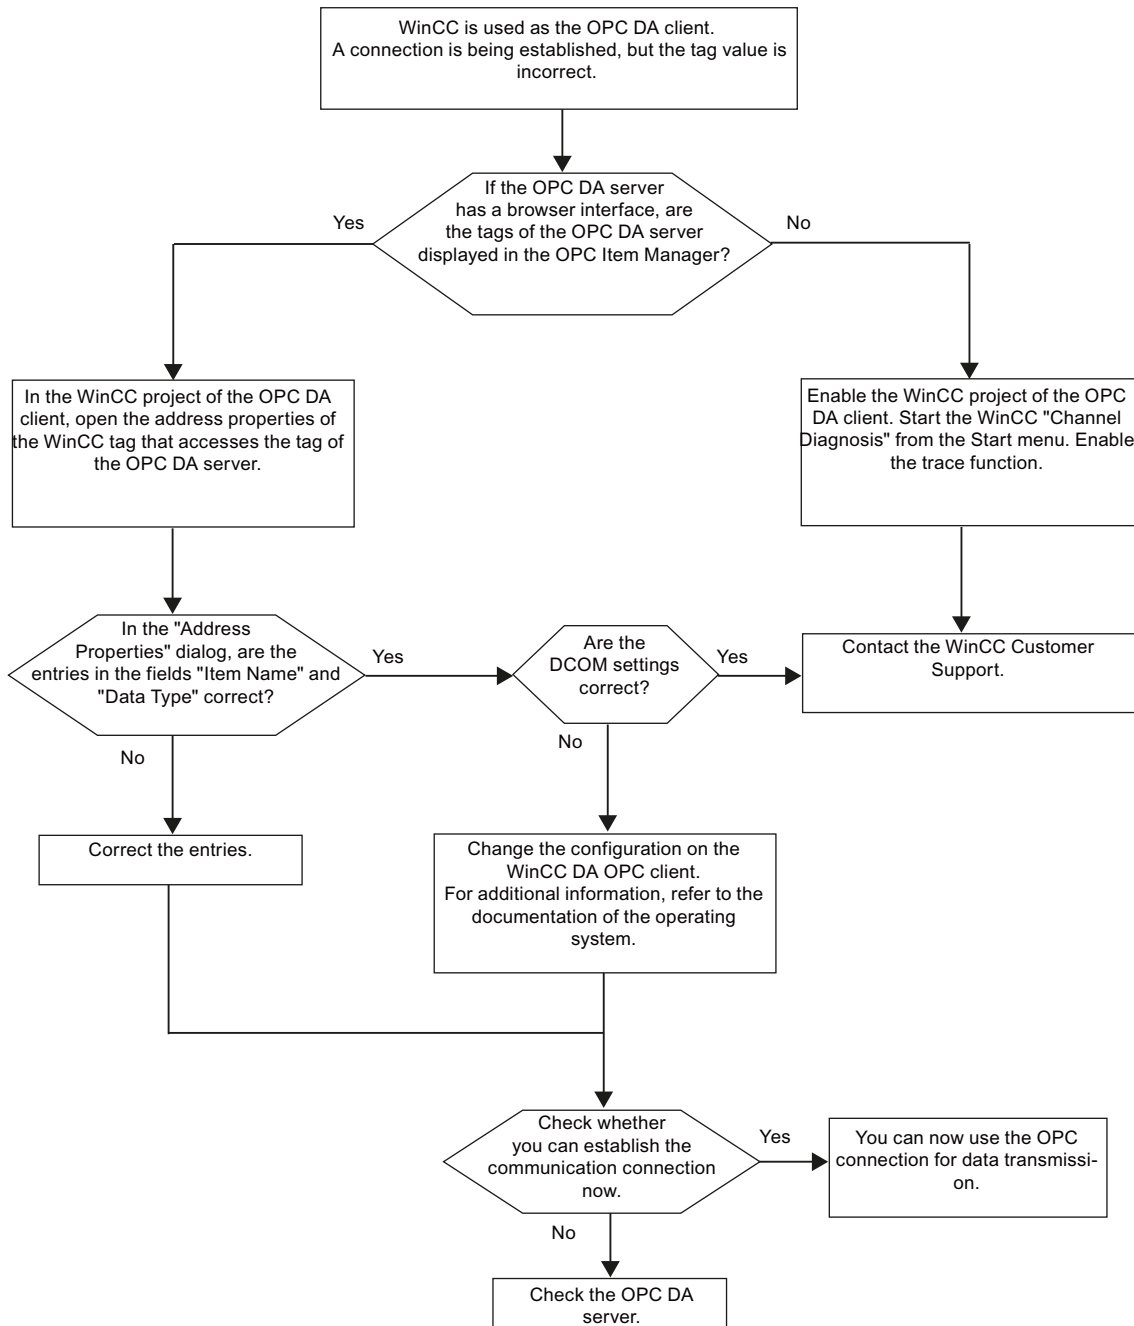 WinCC is used as the OPC DA client.
A connection is being established, but the tag value is
incorrect.
If the OPC DA server
has a browser interface, are
the tags of the OPC DA server
displayed in the OPC Item Manager?
Yes
No
In the WinCC project of the OPC DA
client, open the address properties of
the WinCC tag that accesses the tag of
the OPC DA server.
Enable the WinCC project of the OPC
DA client. Start the WinCC "Channel
Diagnosis" from the Start menu. Enable
the trace function.
In the "Address
Properties" dialog, are the
entries in the fields "Item Name" and
"Data Type" correct?
Yes
No
Are the
DCOM settings
correct?
Yes
No
Contact the WinCC Customer
Support.
Correct the entries.
Change the configuration on the
WinCC DA OPC client.
For additional information, refer to the
documentation of the operating
system.
Check whether
you can establish the
communication connection
now.
Yes
No
You can now use the OPC
connection for data transmissi-
on.
Check the OPC DA
server.